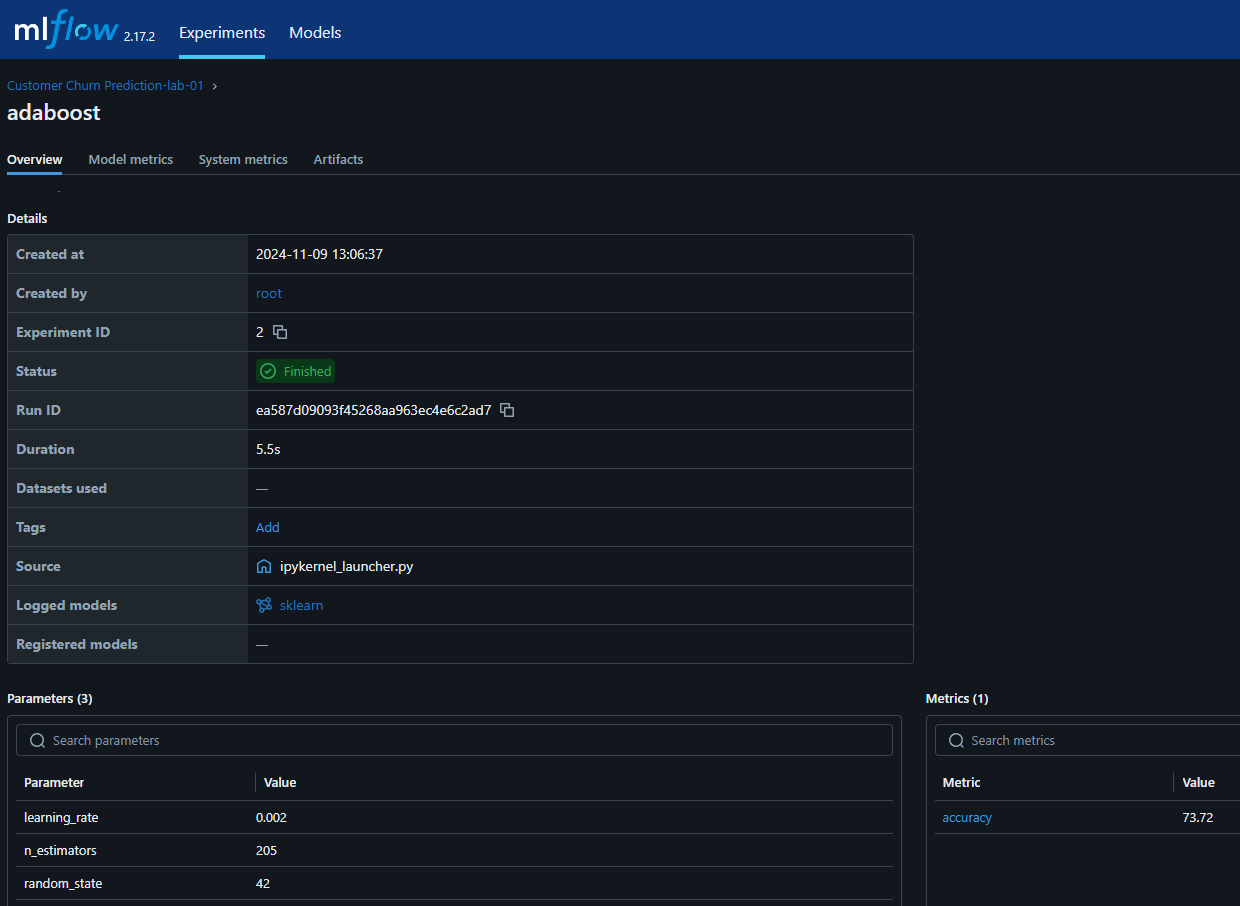 mlflow 2.17.2 Experiments Models
Customer Churn Prediction-lab-01 ›
adaboost
Overview Model metrics System metrics Artifacts
Details
Created at 2024-11-09 13:06:37
Created by root
Experiment ID 2
Status Finished
Run ID ea587d09093f45268aa963ec4e6c2ad7
Duration 5.5s
Datasets used —
Tags Add
Source ipykernel_launcher.py
Logged models sklearn
Registered models —
Parameters (3)
Search parameters
Parameter Value
learning_rate 0.002
n_estimators 205
random_state 42
Metrics (1)
Search metrics
Metric Value
accuracy 73.72